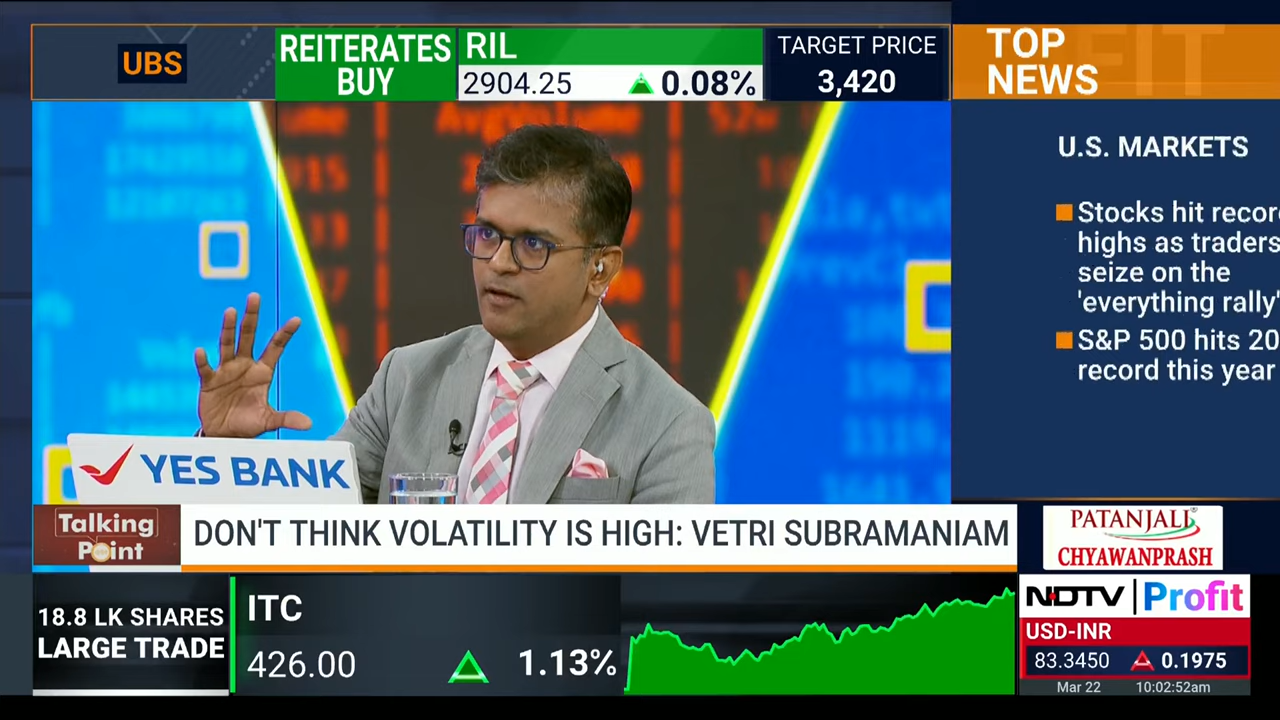 UBS
REITERATES
BUY
RIL
2904.25 0.08%
TARGET PRICE
3,420
TOP
NEWS
U.S. MARKETS
Stocks hit recor
highs as traders
seize on the
'everything rally'
S&P 500 hits 20
record this year
YES BANK
Talking
Point
DON'T THINK VOLATILITY IS HIGH: VETRI SUBRAMANIAM
PATANJALI
CHYAWANPRASH
18.8 LK SHARES
LARGE TRADE
ITC
426.00 1.13%
NDTV Profit
USD-INR
83.3450 0.1975
Mar 22 10:02:52am